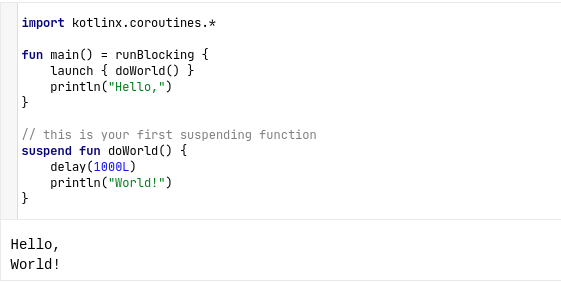 import kotlinx.coroutines.*

fun main() = runBlocking {
    launch { doWorld() }
    println("Hello,")
}

// this is your first suspending function
suspend fun doWorld() {
    delay(1000L)
    println("World!")
}

Hello,
World!